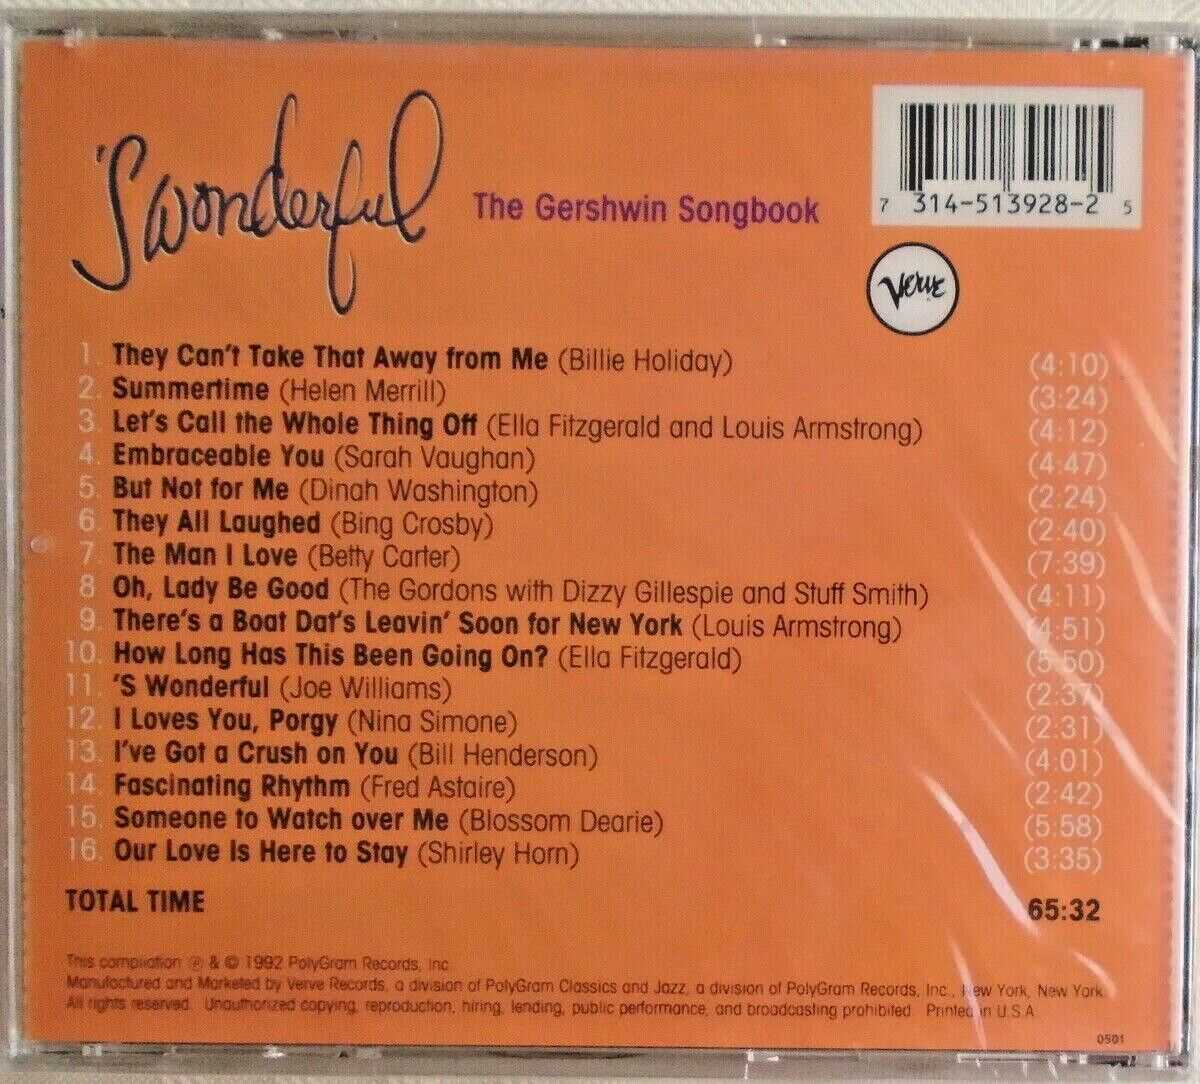 'S Wonderful
The Gershwin Songbook
7 314-513928-2 5
Verve
1. They Can't Take That Away from Me (Billie Holiday) (4:10)
2. Summertime (Helen Merrill) (3:24)
3. Let's Call the Whole Thing Off (Ella Fitzgerald and Louis Armstrong) (4:12)
4. Embraceable You (Sarah Vaughan) (4:47)
5. But Not for Me (Dinah Washington) (2:24)
6. They All Laughed (Bing Crosby) (2:40)
7. The Man I Love (Betty Carter) (7:39)
8 Oh, Lady Be Good (The Gordons with Dizzy Gillespie and Stuff Smith) (4:11)
9. There's a Boat Dat's Leavin' Soon for New York (Louis Armstrong) (4:51)
10. How Long Has This Been Going On? (Ella Fitzgerald) (5:50)
11. 'S Wonderful (Joe Williams) (2:37)
12. I Loves You, Porgy (Nina Simone) (2:31)
13. I've Got a Crush on You (Bill Henderson) (4:01)
14. Fascinating Rhythm (Fred Astaire) (2:42)
15. Someone to Watch over Me (Blossom Dearie) (5:58)
16. Our Love Is Here to Stay (Shirley Horn) (3:35)
TOTAL TIME 65:32
This compilation ℗ & © 1992 PolyGram Records, Inc.
Manufactured and Marketed by Verve Records, a division of PolyGram Classics and Jazz, a division of PolyGram Records, Inc., New York, New York.
All rights reserved. Unauthorized copying, reproduction, hiring, lending, public performance, and broadcasting prohibited. Printed in U.S.A.
0501